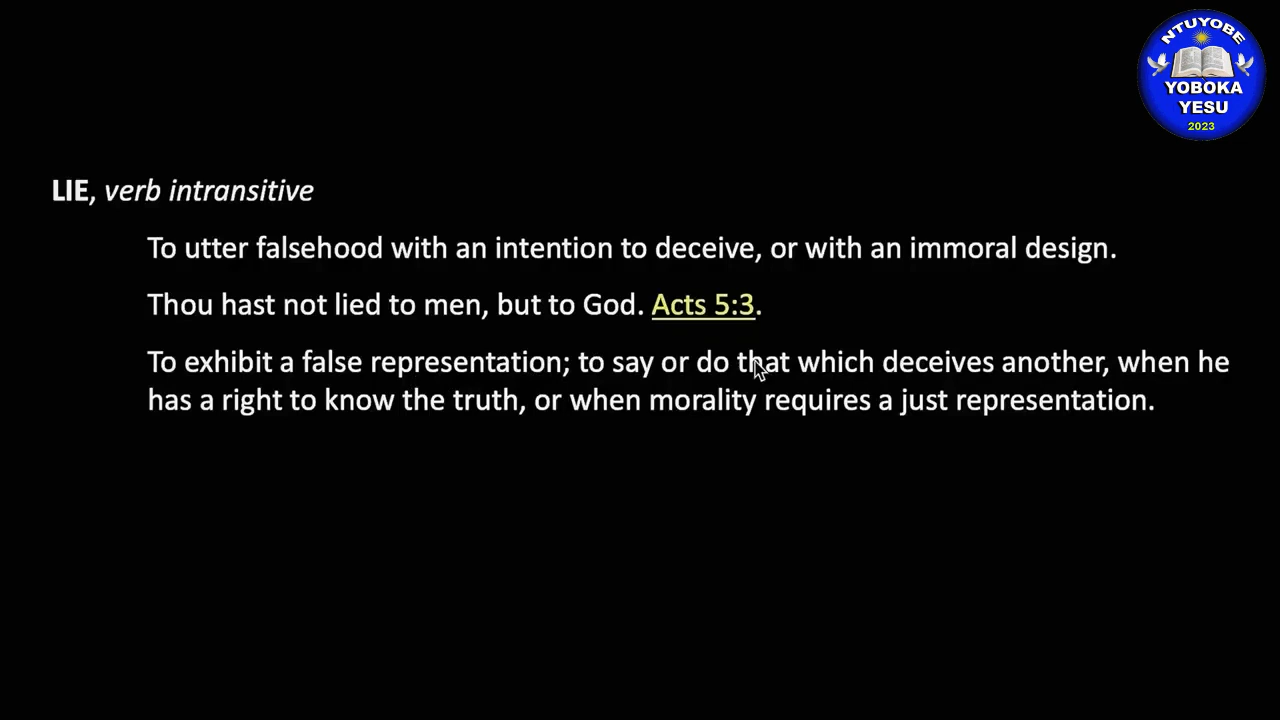 NTUYOBE
YOBOKA
YESU
2023
LIE, verb intransitive
To utter falsehood with an intention to deceive, or with an immoral design.
Thou hast not lied to men, but to God. Acts 5:3.
To exhibit a false representation; to say or do that which deceives another, when he
has a right to know the truth, or when morality requires a just representation.